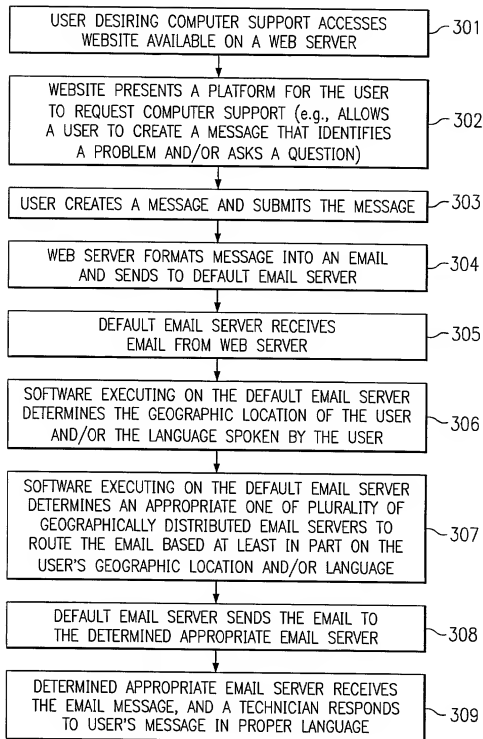 USER DESIRING COMPUTER SUPPORT ACCESSES
WEBSITE AVAILABLE ON A WEB SERVER
301
WEBSITE PRESENTS A PLATFORM FOR THE USER
TO REQUEST COMPUTER SUPPORT (e.g., ALLOWS
A USER TO CREATE A MESSAGE THAT IDENTIFIES
A PROBLEM AND/OR ASKS A QUESTION)
302
USER CREATES A MESSAGE AND SUBMITS THE MESSAGE
303
WEB SERVER FORMATS MESSAGE INTO AN EMAIL
AND SENDS TO DEFAULT EMAIL SERVER
304
DEFAULT EMAIL SERVER RECEIVES
EMAIL FROM WEB SERVER
305
SOFTWARE EXECUTING ON THE DEFAULT EMAIL SERVER
DETERMINES THE GEOGRAPHIC LOCATION OF THE USER
AND/OR THE LANGUAGE SPOKEN BY THE USER
306
SOFTWARE EXECUTING ON THE DEFAULT EMAIL SERVER
DETERMINES AN APPROPRIATE ONE OF PLURALITY OF
GEOGRAPHICALLY DISTRIBUTED EMAIL SERVERS TO
ROUTE THE EMAIL BASED AT LEAST IN PART ON THE
USER'S GEOGRAPHIC LOCATION AND/OR LANGUAGE
307
DEFAULT EMAIL SERVER SENDS THE EMAIL TO
THE DETERMINED APPROPRIATE EMAIL SERVER
308
DETERMINED APPROPRIATE EMAIL SERVER RECEIVES
THE EMAIL MESSAGE, AND A TECHNICIAN RESPONDS
TO USER'S MESSAGE IN PROPER LANGUAGE
309